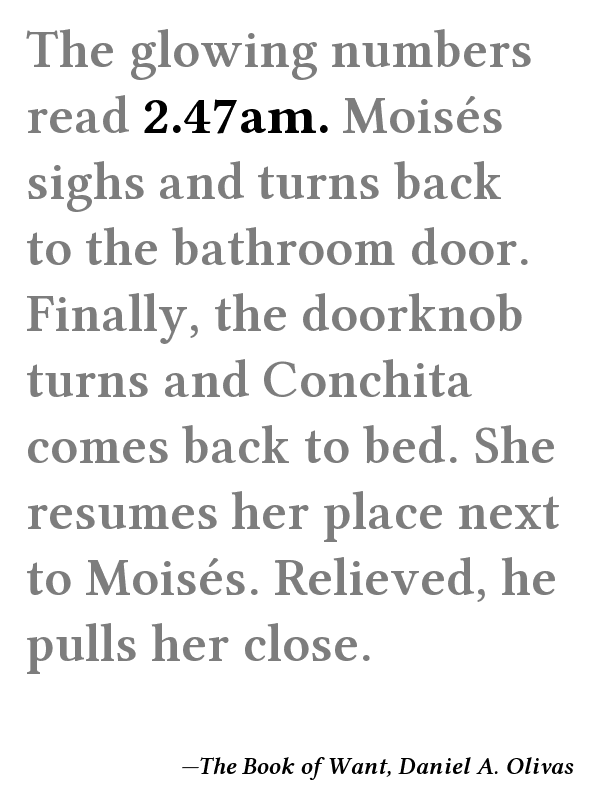 The glowing numbers
read 2.47am. Moisés
sighs and turns back
to the bathroom door.
Finally, the doorknob
turns and Conchita
comes back to bed. She
resumes her place next
to Moisés. Relieved, he
pulls her close.
—The Book of Want, Daniel A. Olivas